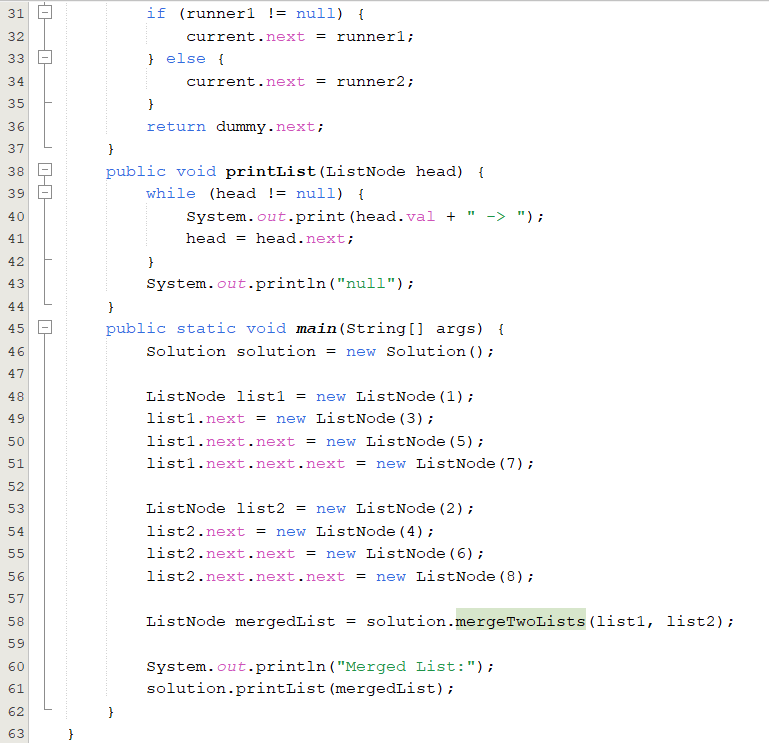 31 if (runner1 != null) {
32 current.next = runner1;
33 } else {
34 current.next = runner2;
35 }
36 return dummy.next;
37 }
38 public void printList(ListNode head) {
39 while (head != null) {
40 System.out.print(head.val + " -> ");
41 head = head.next;
42 }
43 System.out.println("null");
44 }
45 public static void main(String[] args) {
46 Solution solution = new Solution();
47
48 ListNode list1 = new ListNode(1);
49 list1.next = new ListNode(3);
50 list1.next.next = new ListNode(5);
51 list1.next.next.next = new ListNode(7);
52
53 ListNode list2 = new ListNode(2);
54 list2.next = new ListNode(4);
55 list2.next.next = new ListNode(6);
56 list2.next.next.next = new ListNode(8);
57
58 ListNode mergedList = solution.mergeTwoLists(list1, list2);
59
60 System.out.println("Merged List:");
61 solution.printList(mergedList);
62 }
63 }